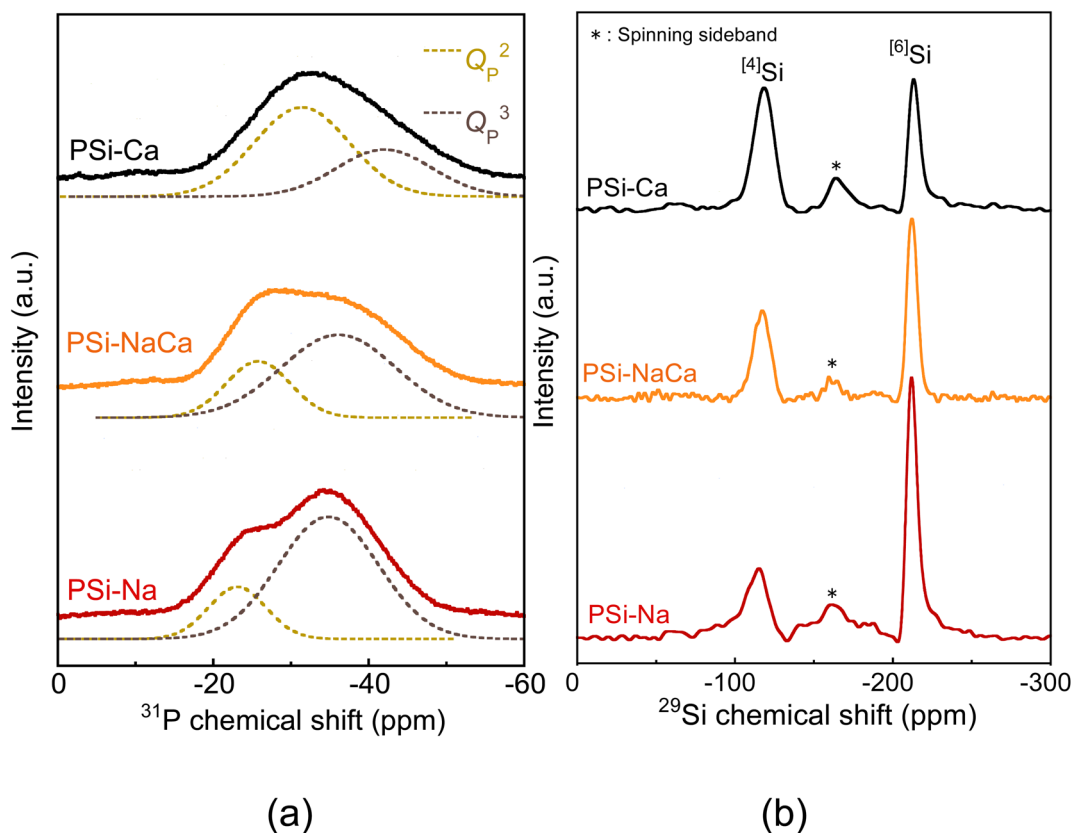 Q_P^2
Q_P^3
PSi-Ca
PSi-NaCa
PSi-Na
Intensity (a.u.)
0 -20 -40 -60
³¹P chemical shift (ppm)
(a)
* : Spinning sideband
[4]Si
[6]Si
*
PSi-Ca
*
PSi-NaCa
*
PSi-Na
Intensity (a.u.)
0 -100 -200 -300
²⁹Si chemical shift (ppm)
(b)